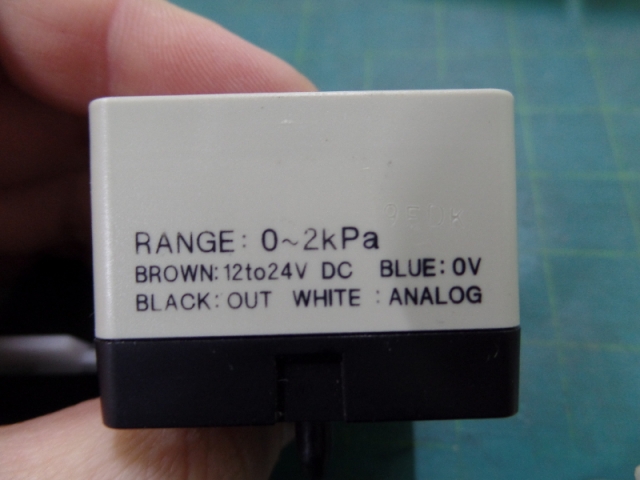 RANGE: 0~2kPa
BROWN: 12to24V DC BLUE: 0V
BLACK: OUT WHITE : ANALOG